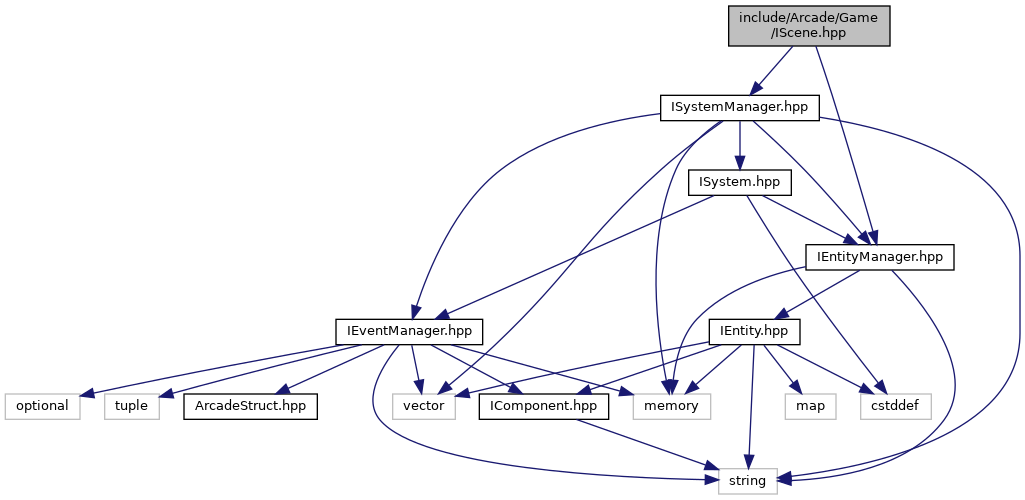 include/Arcade/Game
/IScene.hpp
ISystemManager.hpp
ISystem.hpp
IEntityManager.hpp
IEventManager.hpp
IEntity.hpp
optional
tuple
ArcadeStruct.hpp
vector
IComponent.hpp
memory
map
cstddef
string